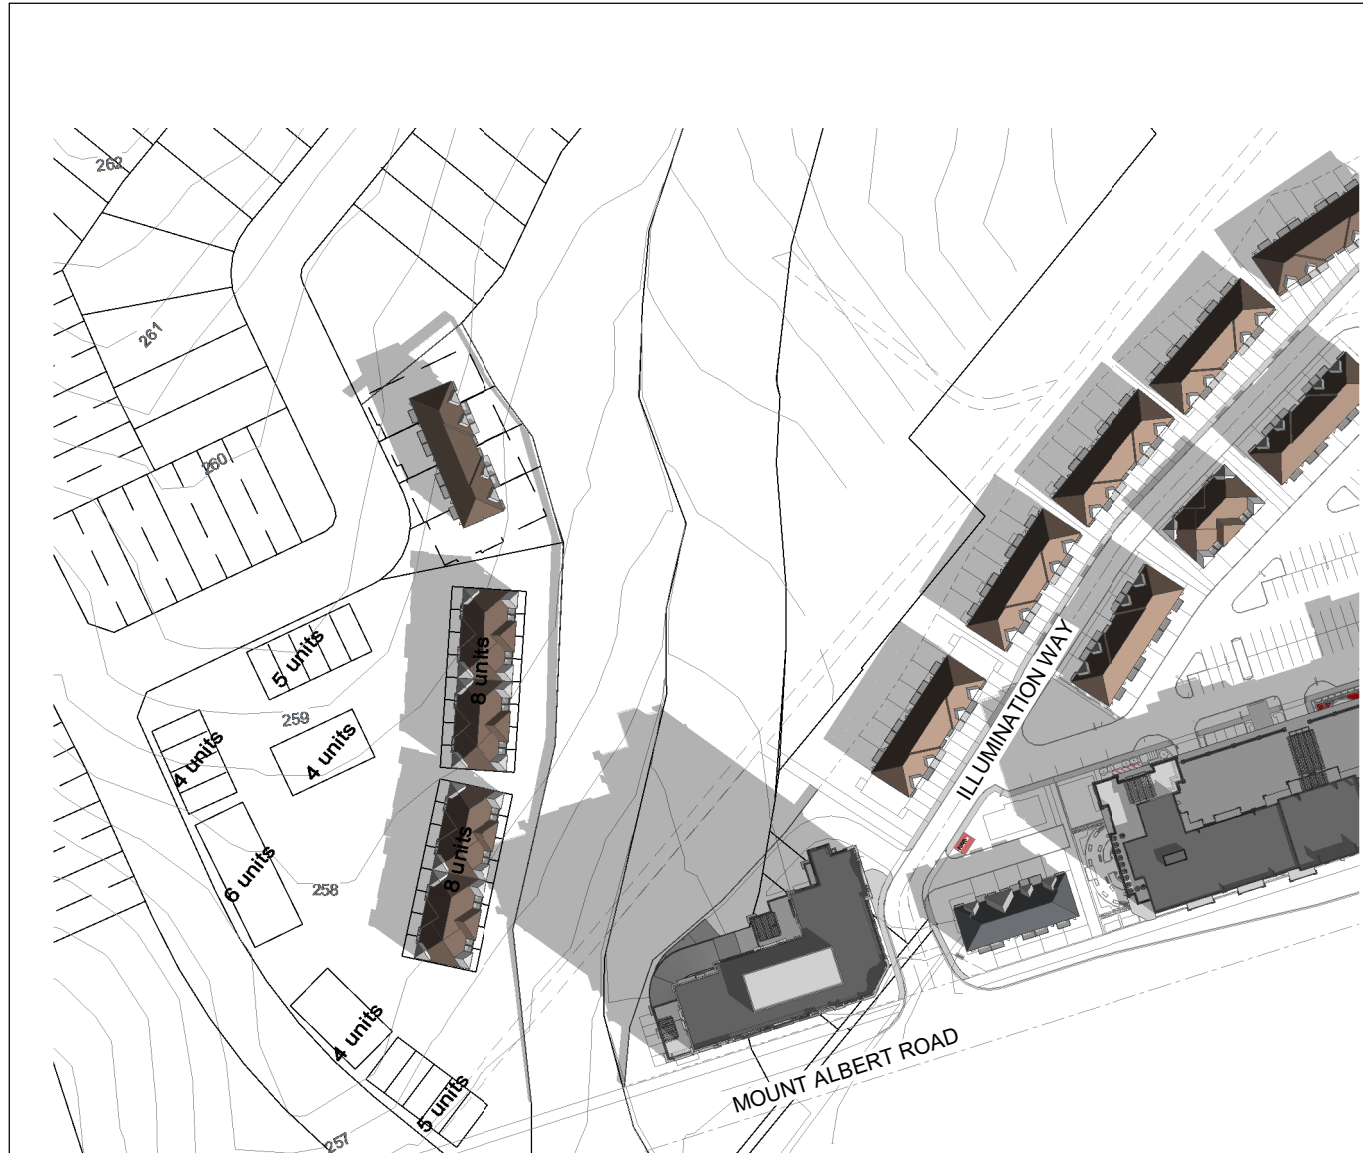 262
261
260
5 units
8 units
259
4 units
4 units
ILLUMINATION WAY
6 units
8 units
258
4 units
MOUNT ALBERT ROAD
5 units
257